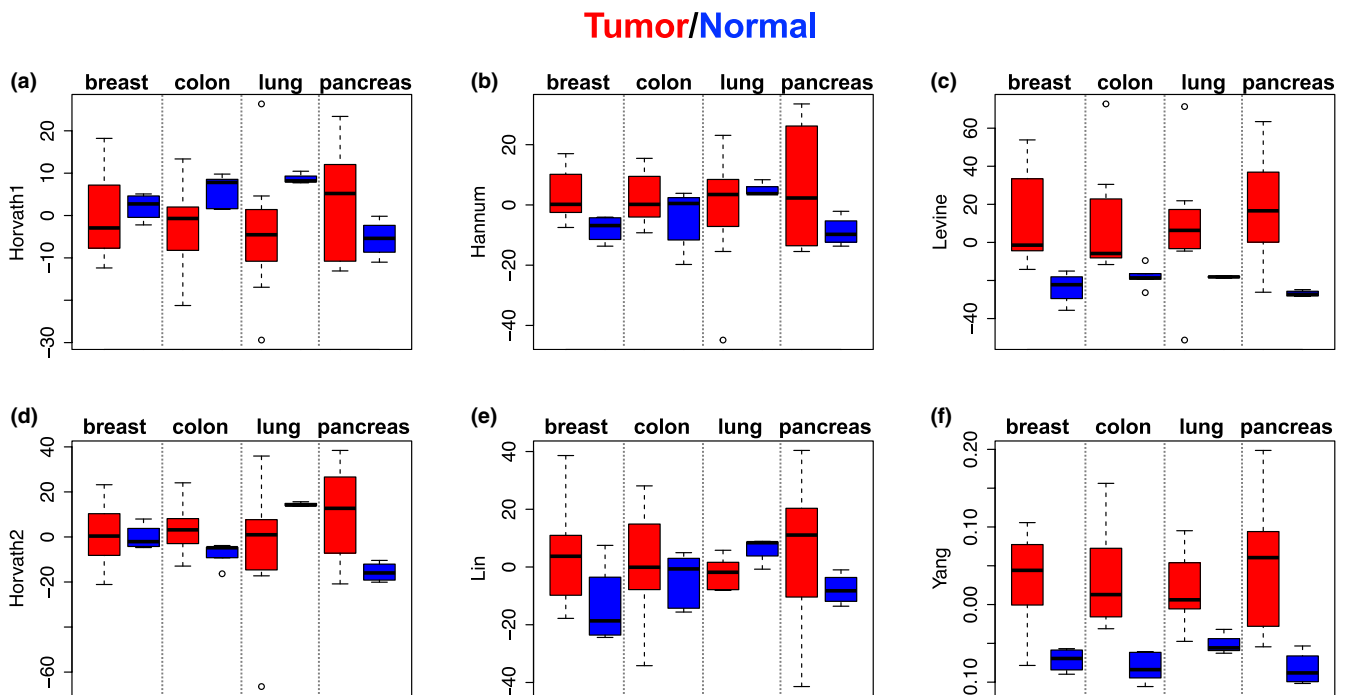 Tumor/Normal
(a) breast colon lung pancreas
Horvath1
20
10
0
−10
−30
(b) breast colon lung pancreas
Hannum
20
0
−20
−40
(c) breast colon lung pancreas
Levine
60
20
0
−40
(d) breast colon lung pancreas
Horvath2
40
20
0
−20
−60
(e) breast colon lung pancreas
Lin
40
20
0
−20
−40
(f) breast colon lung pancreas
Yang
0.20
0.10
0.00
0.10